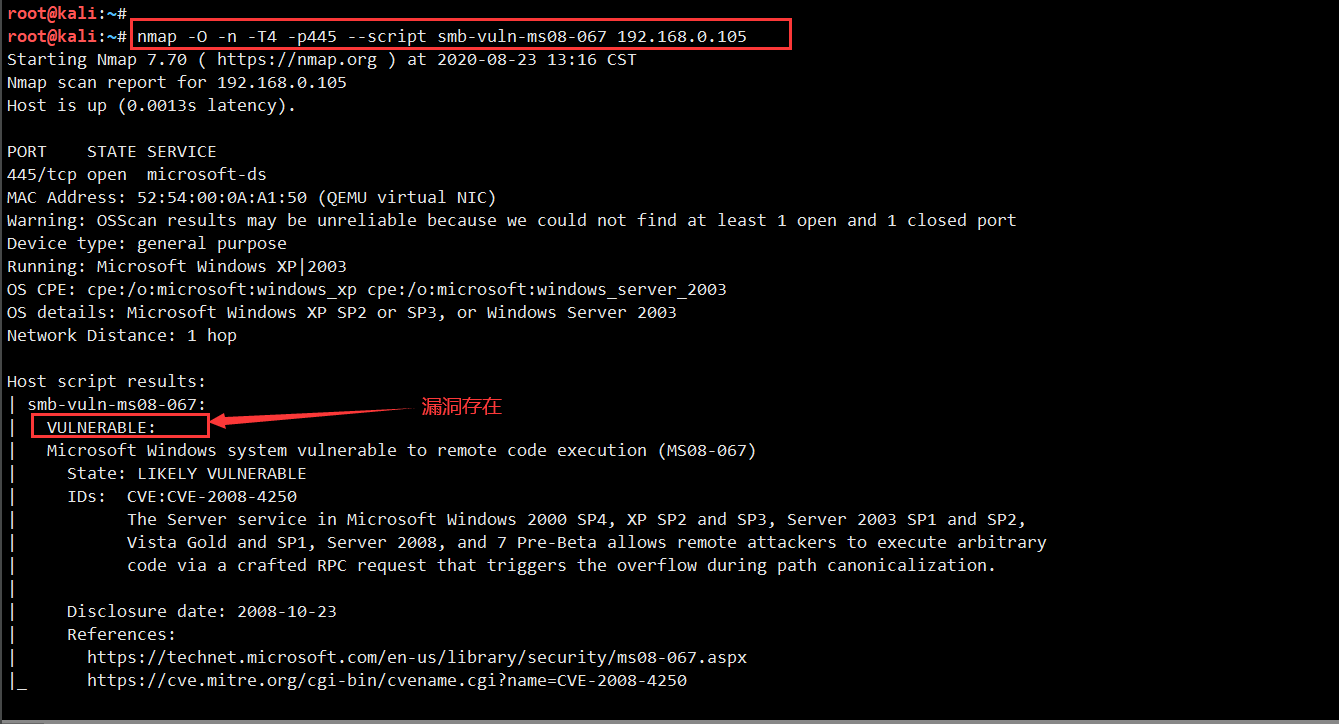 root@kali:~#
root@kali:~# nmap -O -n -T4 -p445 --script smb-vuln-ms08-067 192.168.0.105
Starting Nmap 7.70 ( https://nmap.org ) at 2020-08-23 13:16 CST
Nmap scan report for 192.168.0.105
Host is up (0.0013s latency).

PORT    STATE SERVICE
445/tcp open  microsoft-ds
MAC Address: 52:54:00:0A:A1:50 (QEMU virtual NIC)
Warning: OSScan results may be unreliable because we could not find at least 1 open and 1 closed port
Device type: general purpose
Running: Microsoft Windows XP|2003
OS CPE: cpe:/o:microsoft:windows_xp cpe:/o:microsoft:windows_server_2003
OS details: Microsoft Windows XP SP2 or SP3, or Windows Server 2003
Network Distance: 1 hop

Host script results:
| smb-vuln-ms08-067:
漏洞存在
|   VULNERABLE:
|   Microsoft Windows system vulnerable to remote code execution (MS08-067)
|     State: LIKELY VULNERABLE
|     IDs:  CVE:CVE-2008-4250
|           The Server service in Microsoft Windows 2000 SP4, XP SP2 and SP3, Server 2003 SP1 and SP2,
|           Vista Gold and SP1, Server 2008, and 7 Pre-Beta allows remote attackers to execute arbitrary
|           code via a crafted RPC request that triggers the overflow during path canonicalization.
|
|     Disclosure date: 2008-10-23
|     References:
|       https://technet.microsoft.com/en-us/library/security/ms08-067.aspx
|_      https://cve.mitre.org/cgi-bin/cvename.cgi?name=CVE-2008-4250